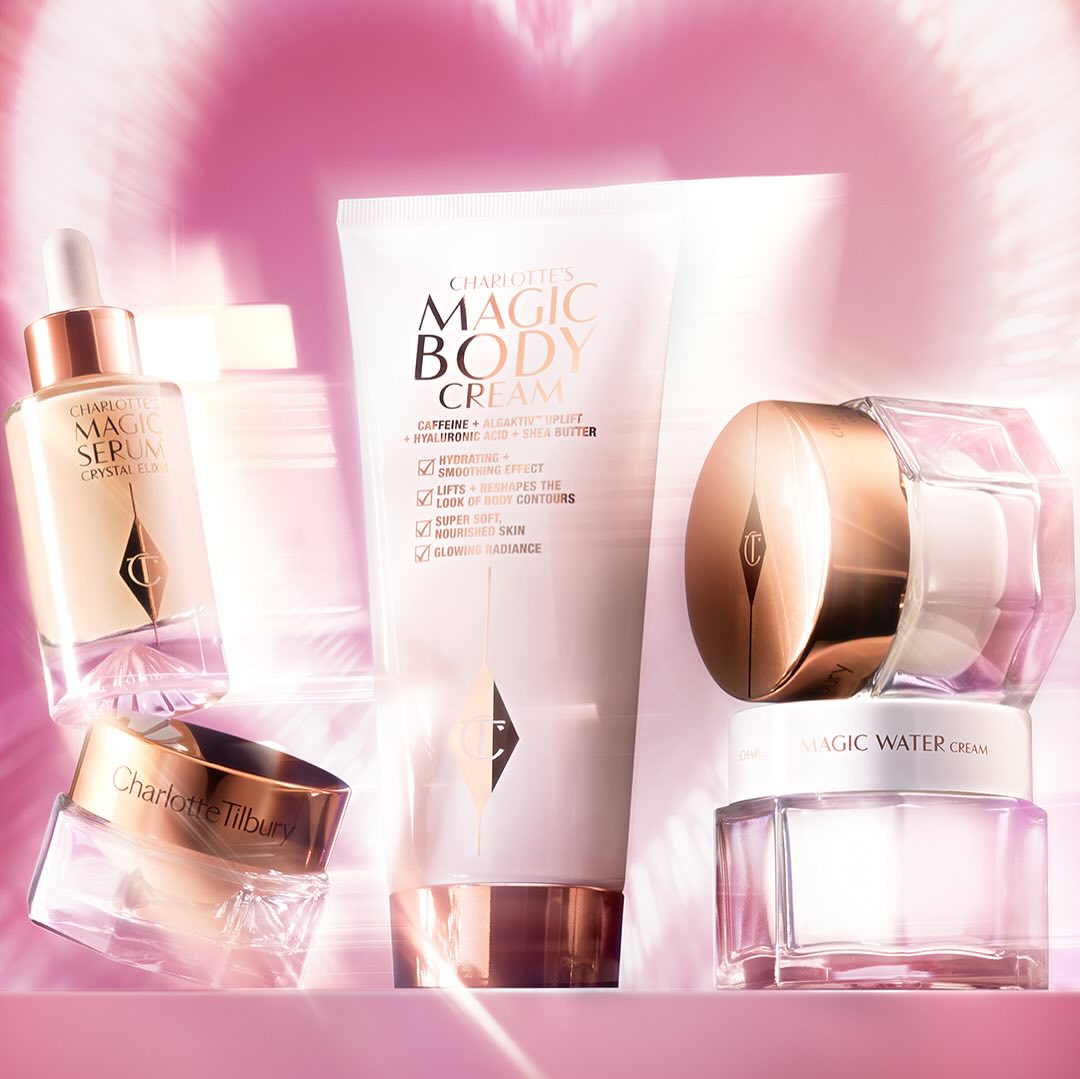 CHARLOTTE'S
MAGIC
BODY
CREAM
CAFFEINE + ALGAKTIV™ UPLIFT
+ HYALURONIC ACID + SHEA BUTTER
HYDRATING +
SMOOTHING EFFECT
LIFTS + RESHAPES THE
LOOK OF BODY CONTOURS
SUPER SOFT,
NOURISHED SKIN
GLOWING RADIANCE
CHARLOTTE'S
MAGIC
SERUM
CRYSTAL ELIXIR
CT
CharlotteTilbury
CT
CT
MAGIC WATER CREAM